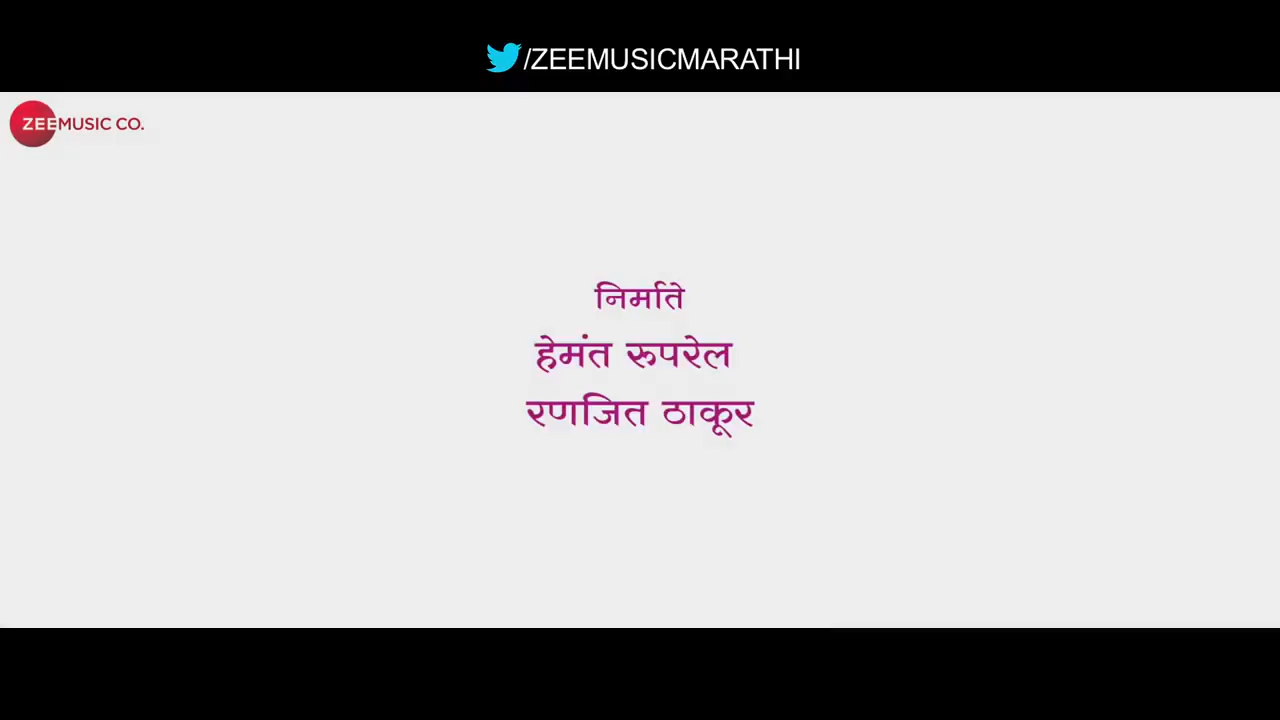 /ZEEMUSICMARATHI
ZEEMUSIC CO.
निर्माते
हेमंत रुपरेल
रणजित ठाकूर